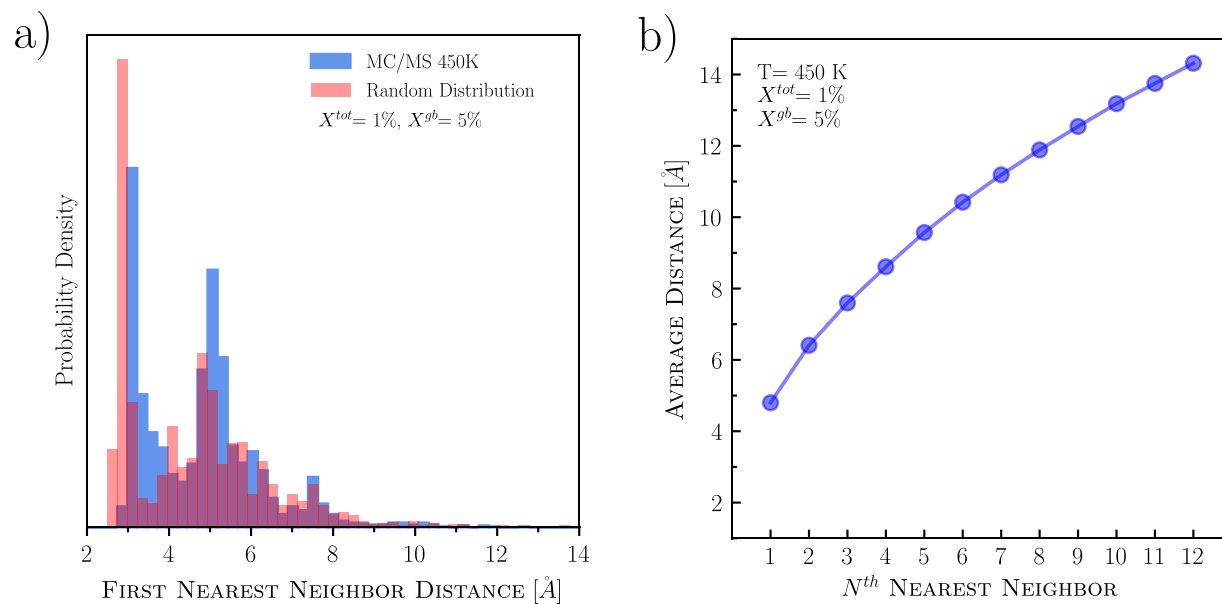 a)
MC/MS 450K
Random Distribution
X^{tot}= 1%, X^{gb}= 5%
Probability Density
2 4 6 8 10 12 14
First Nearest Neighbor Distance [Å]
b)
T= 450 K
X^{tot}= 1%
X^{gb}= 5%
14
12
10
8
6
4
2
Average Distance [Å]
1 2 3 4 5 6 7 8 9 10 11 12
N^{th} Nearest Neighbor